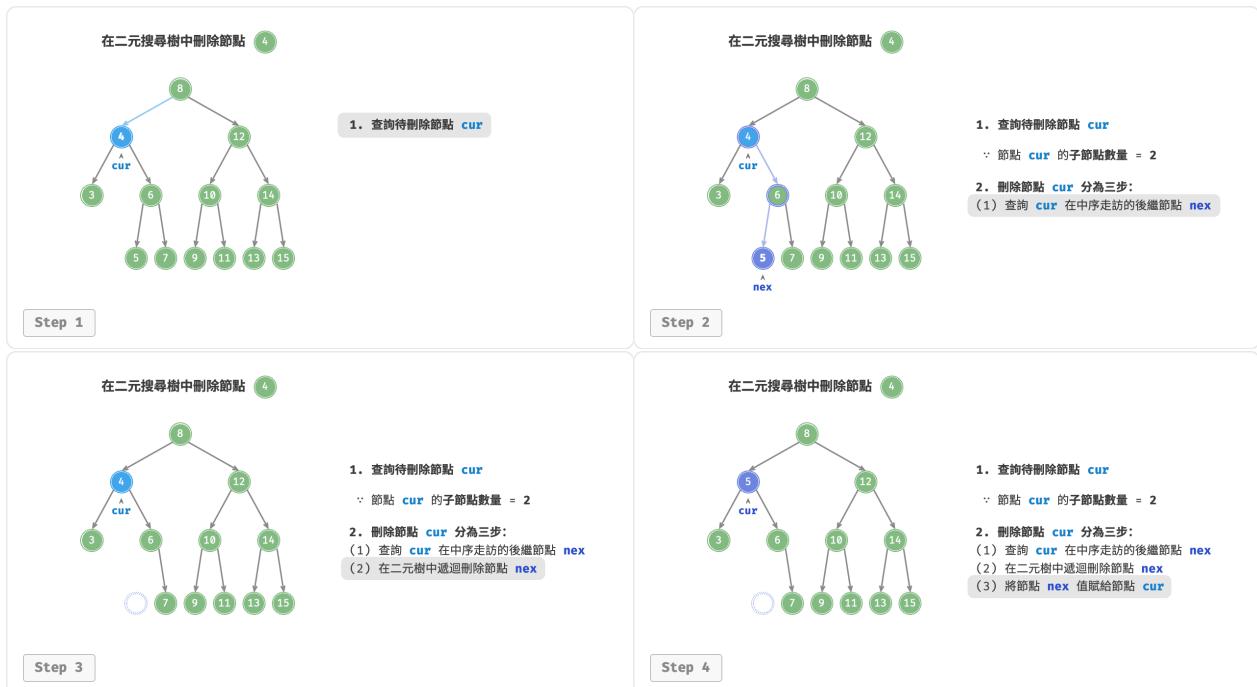 在二元搜尋樹中刪除節點 4
8
4
12
cur
3
6
10
14
5
7
9
11
13
15
1. 查詢待刪除節點 cur
Step 1
在二元搜尋樹中刪除節點 4
8
4
12
cur
3
6
10
14
5
7
9
11
13
15
nex
1. 查詢待刪除節點 cur
∵ 節點 cur 的子節點數量 = 2
2. 刪除節點 cur 分為三步：
(1) 查詢 cur 在中序走訪的後繼節點 nex
Step 2
在二元搜尋樹中刪除節點 4
8
4
12
cur
3
6
10
14
7
9
11
13
15
1. 查詢待刪除節點 cur
∵ 節點 cur 的子節點數量 = 2
2. 刪除節點 cur 分為三步：
(1) 查詢 cur 在中序走訪的後繼節點 nex
(2) 在二元樹中遞迴刪除節點 nex
Step 3
在二元搜尋樹中刪除節點 4
8
5
12
cur
3
6
10
14
7
9
11
13
15
1. 查詢待刪除節點 cur
∵ 節點 cur 的子節點數量 = 2
2. 刪除節點 cur 分為三步：
(1) 查詢 cur 在中序走訪的後繼節點 nex
(2) 在二元樹中遞迴刪除節點 nex
(3) 將節點 nex 值賦給節點 cur
Step 4